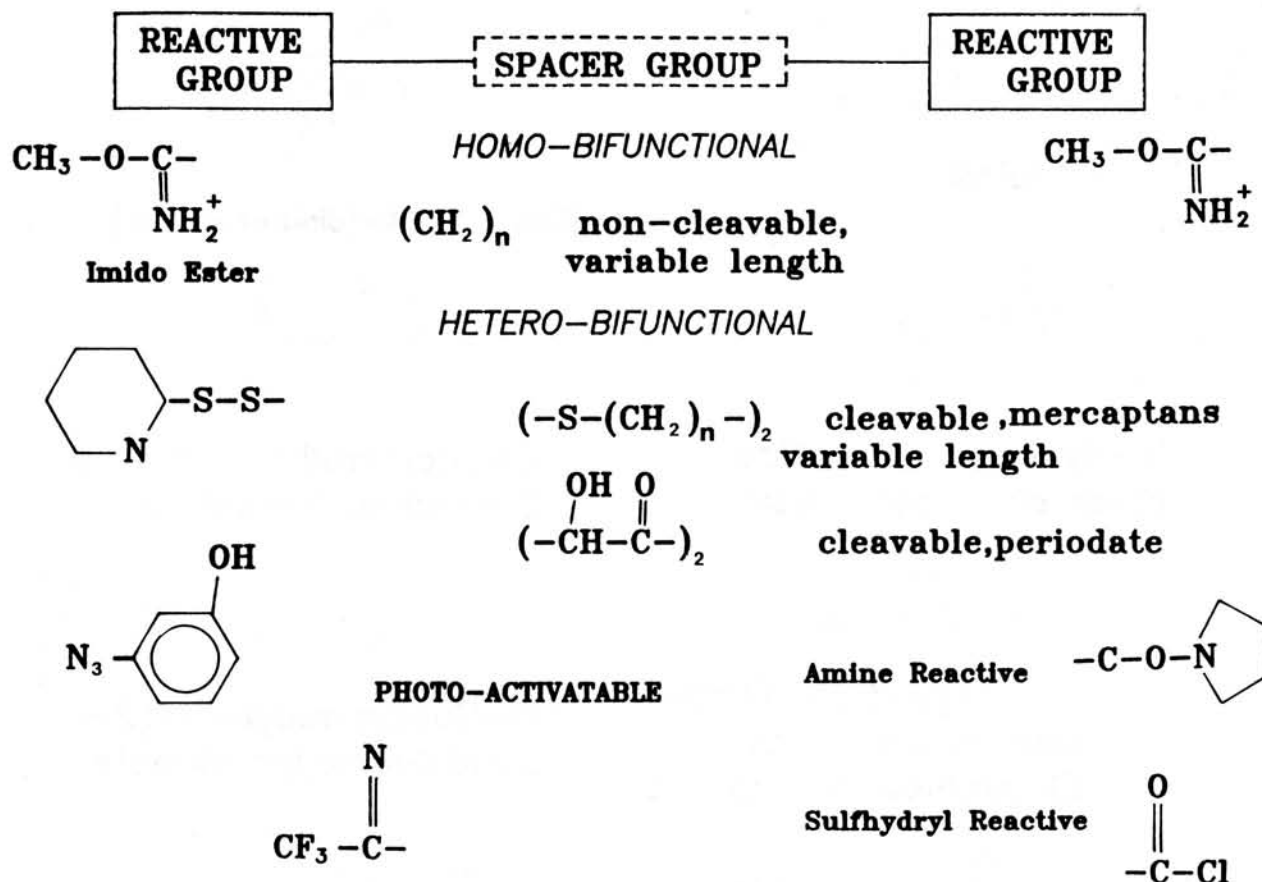 REACTIVE GROUP
SPACER GROUP
REACTIVE GROUP
HOMO-BIFUNCTIONAL
CH₃-O-C-
NH₂⁺
Imido Ester
(CH₂)ₙ non-cleavable,
variable length
CH₃-O-C-
NH₂⁺
HETERO-BIFUNCTIONAL
N
-S-S-
(-S-(CH₂)ₙ-)₂ cleavable,mercaptans
variable length
OH O
(-CH-C-)₂ cleavable,periodate
OH
N₃-
PHOTO-ACTIVATABLE
N
CF₃-C-
Amine Reactive -C-O-N
O
Sulfhydryl Reactive
-C-Cl